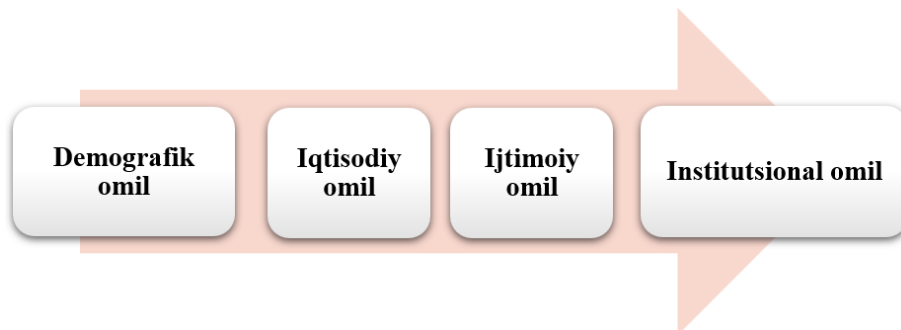 Demografik
omil
Iqtisodiy
omil
Ijtimoiy
omil
Institutsional omil